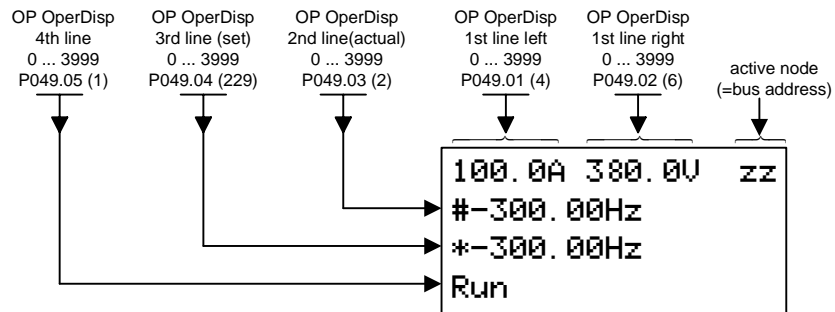 OP OperDisp
4th line
0 ... 3999
P049.05 (1)
OP OperDisp
3rd line (set)
0 ... 3999
P049.04 (229)
OP OperDisp
2nd line(actual)
0 ... 3999
P049.03 (2)
OP OperDisp
1st line left
0 ... 3999
P049.01 (4)
OP OperDisp
1st line right
0 ... 3999
P049.02 (6)
active node
(=bus address)
100.0A 380.0V zz
#-300.00Hz
*-300.00Hz
Run